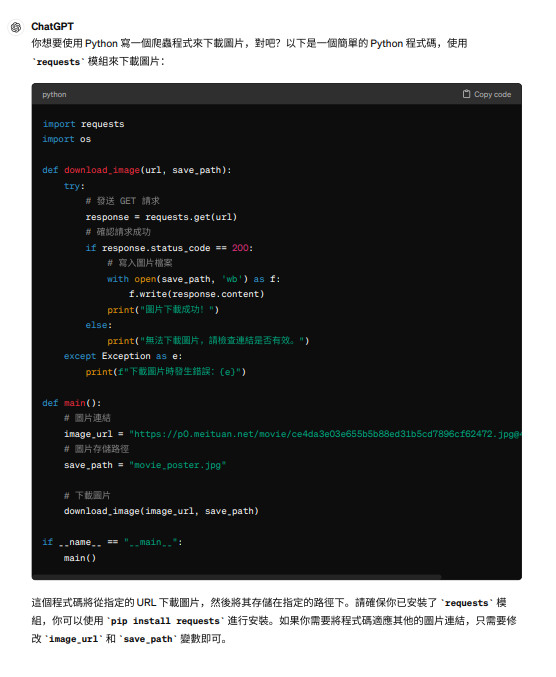 ChatGPT
你想要使用 Python 寫一個爬蟲程式來下載圖片，對吧？以下是一個簡單的 Python 程式碼，使用
`requests` 模組來下載圖片：
python Copy code
import requests
import os
def download_image(url, save_path):
    try:
        # 發送 GET 請求
        response = requests.get(url)
        # 確認請求成功
        if response.status_code == 200:
            # 寫入圖片檔案
            with open(save_path, 'wb') as f:
                f.write(response.content)
            print("圖片下載成功！")
        else:
            print("無法下載圖片，請檢查連結是否有效。")
    except Exception as e:
        print(f"下載圖片時發生錯誤：{e}")
def main():
    # 圖片連結
    image_url = "https://p0.meituan.net/movie/ce4da3e03e655b5b88ed31b5cd7896cf62472.jpg@
    # 圖片存儲路徑
    save_path = "movie_poster.jpg"
    # 下載圖片
    download_image(image_url, save_path)
if __name__ == "__main__":
    main()
這個程式碼將從指定的 URL 下載圖片，然後將其存儲在指定的路徑下。請確保你已安裝了 `requests` 模
組，你可以使用 `pip install requests` 進行安裝。如果你需要將程式碼適應其他的圖片連結，只需要修
改 `image_url` 和 `save_path` 變數即可。